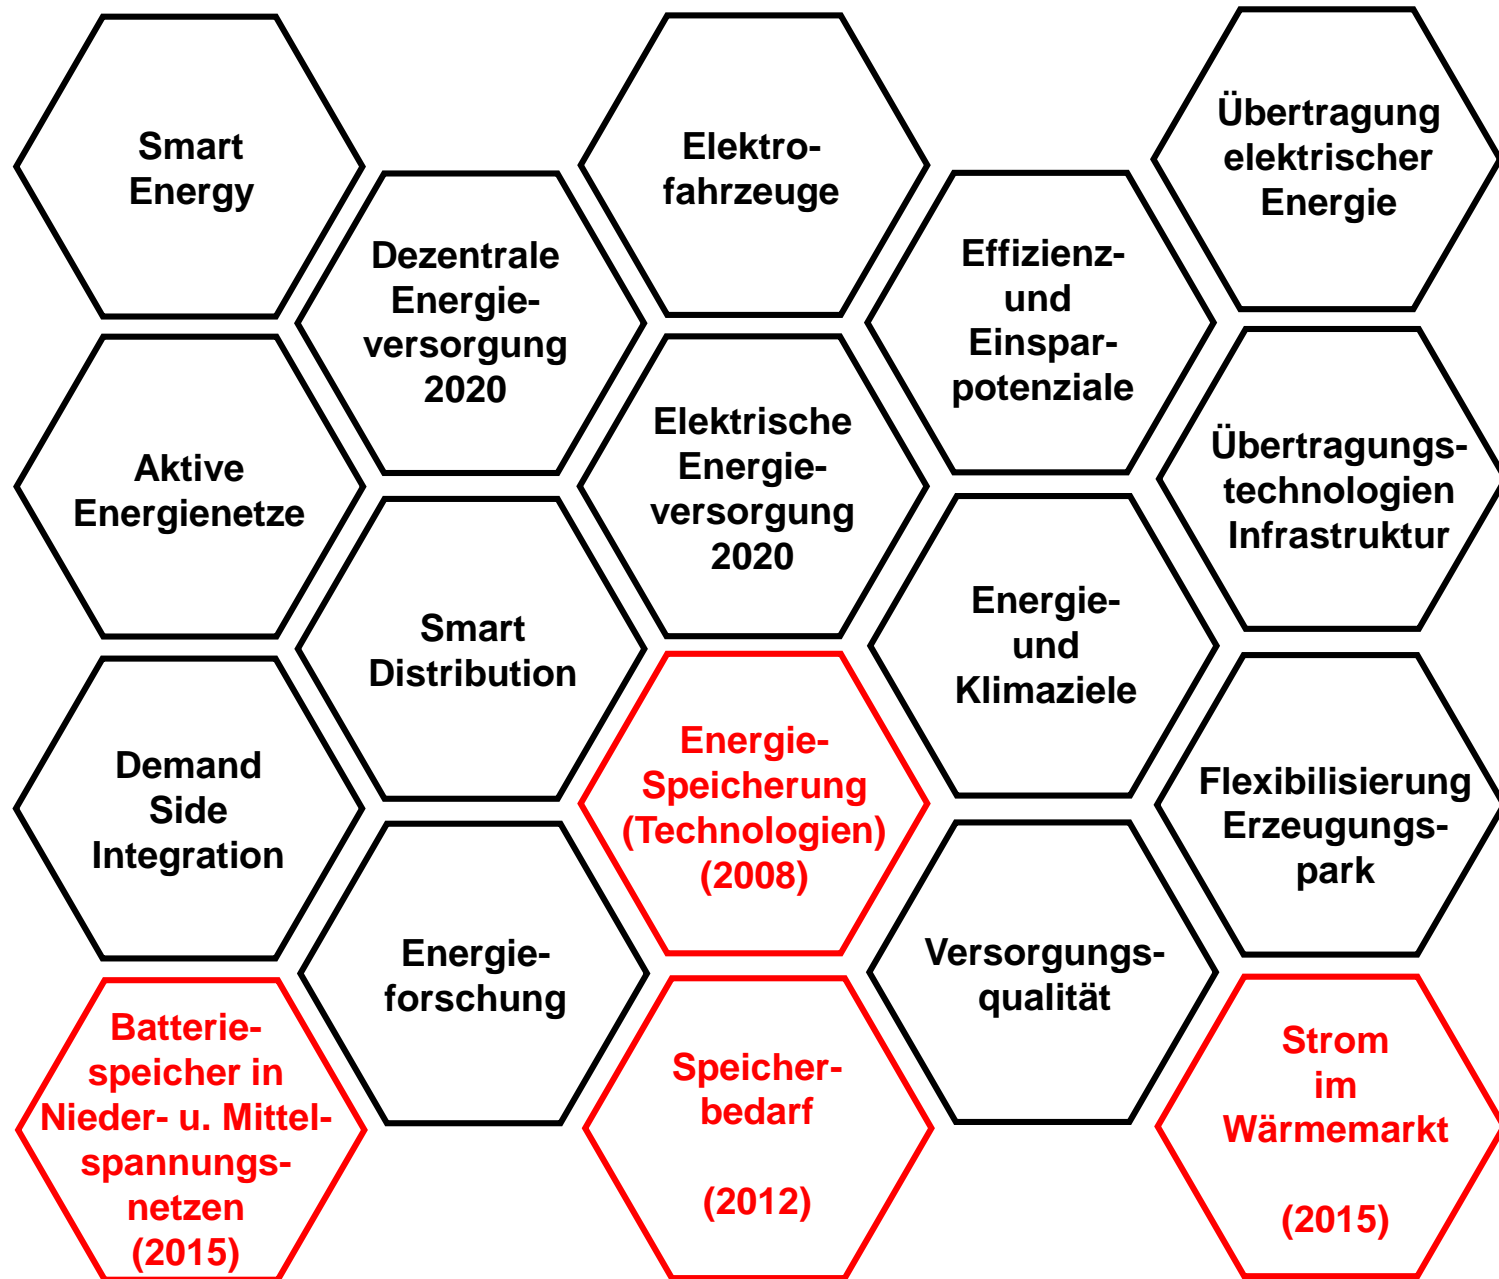 Smart
Energy
Elektro-
fahrzeuge
Übertragung
elektrischer
Energie
Dezentrale
Energie-
versorgung
2020
Effizienz-
und
Einspar-
potenziale
Aktive
Energienetze
Elektrische
Energie-
versorgung
2020
Übertragungs-
technologien
Infrastruktur
Smart
Distribution
Energie-
und
Klimaziele
Demand
Side
Integration
Energie-
Speicherung
(Technologien)
(2008)
Flexibilisierung
Erzeugungs-
park
Energie-
forschung
Versorgungs-
qualität
Batterie-
speicher in
Nieder- u. Mittel-
spannungs-
netzen
(2015)
Speicher-
bedarf
(2012)
Strom
im
Wärmemarkt
(2015)